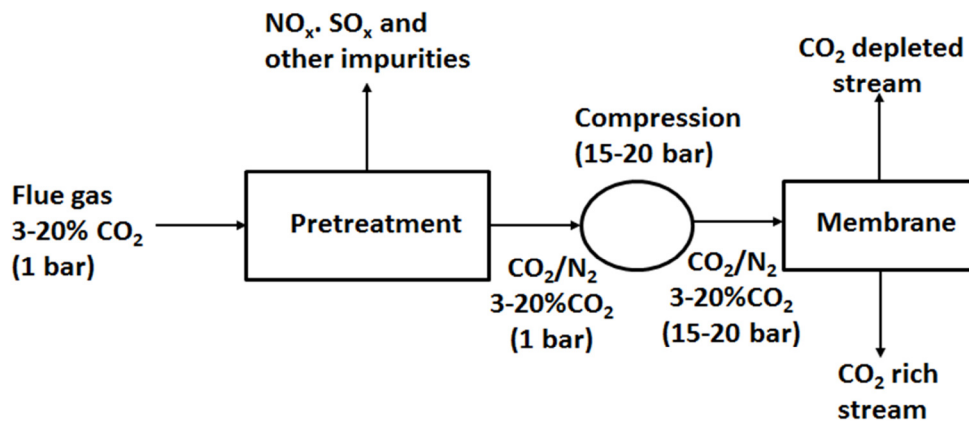 NOₓ. SOₓ and
other impurities
CO₂ depleted
stream
Compression
(15-20 bar)
Flue gas
3-20% CO₂
(1 bar)
Pretreatment
Membrane
CO₂/N₂
3-20%CO₂
(1 bar)
CO₂/N₂
3-20%CO₂
(15-20 bar)
CO₂ rich
stream